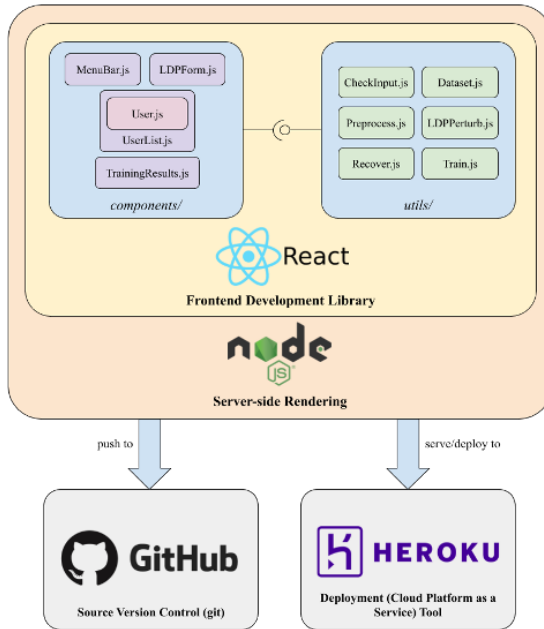 MenuBar.js
LDPForm.js
User.js
UserList.js
TrainingResults.js
components/
CheckInput.js
Dataset.js
Preprocess.js
LDPPerturb.js
Recover.js
Train.js
utils/
React
Frontend Development Library
node
JS
Server-side Rendering
push to
serve/deploy to
GitHub
Source Version Control (git)
HEROKU
Deployment (Cloud Platform as a
Service) Tool